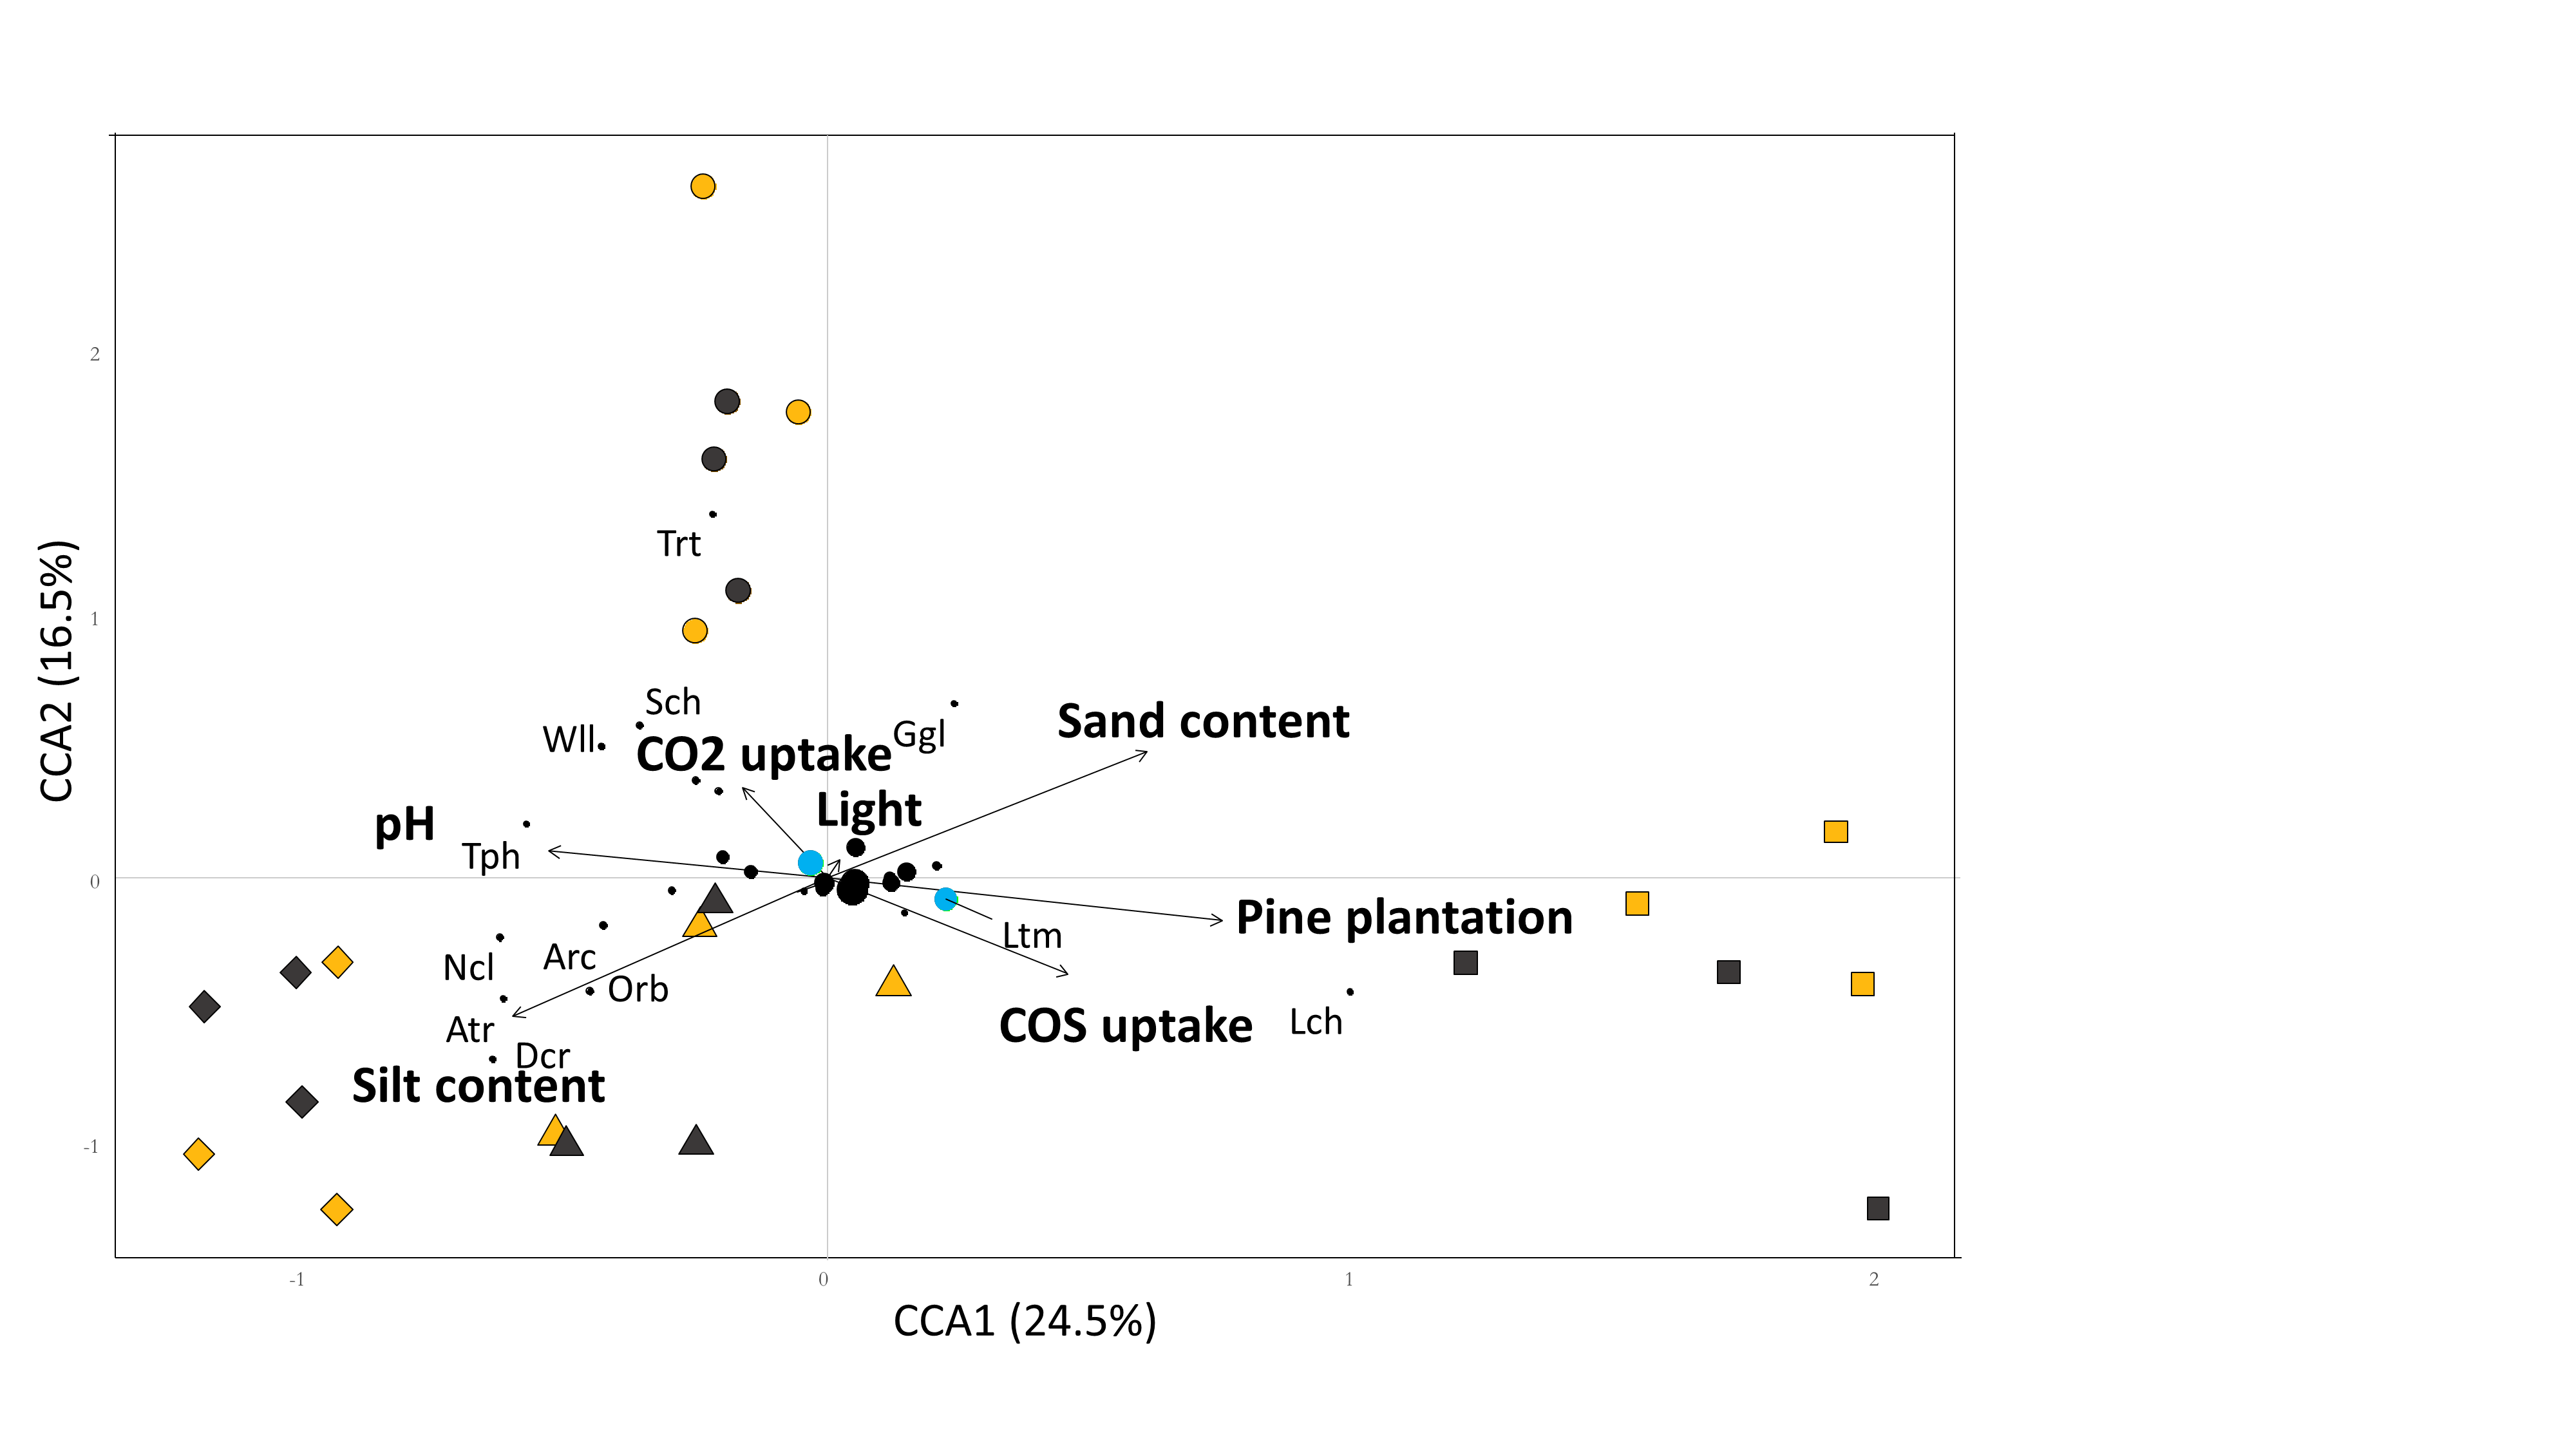 2
Trt
1
Sch
Sand content
Wll
Ggl
CO2 uptake
Light
pH
Tph
0
Pine plantation
Ltm
Arc
Ncl
Orb
Atr
COS uptake
Lch
Dcr
Silt content
-1
CCA2 (16.5%)
-1 0 1 2
CCA1 (24.5%)